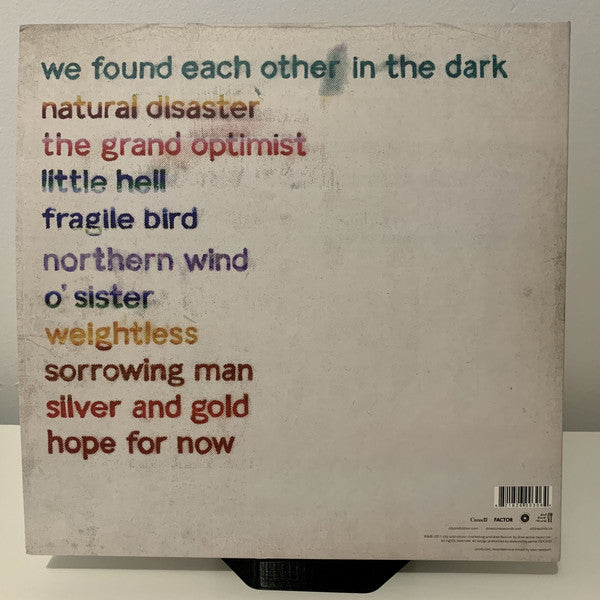 we found each other in the dark
natural disaster
the grand optimist
little hell
fragile bird
northern wind
o' sister
weightless
sorrowing man
silver and gold
hope for now
Canada
FACTOR